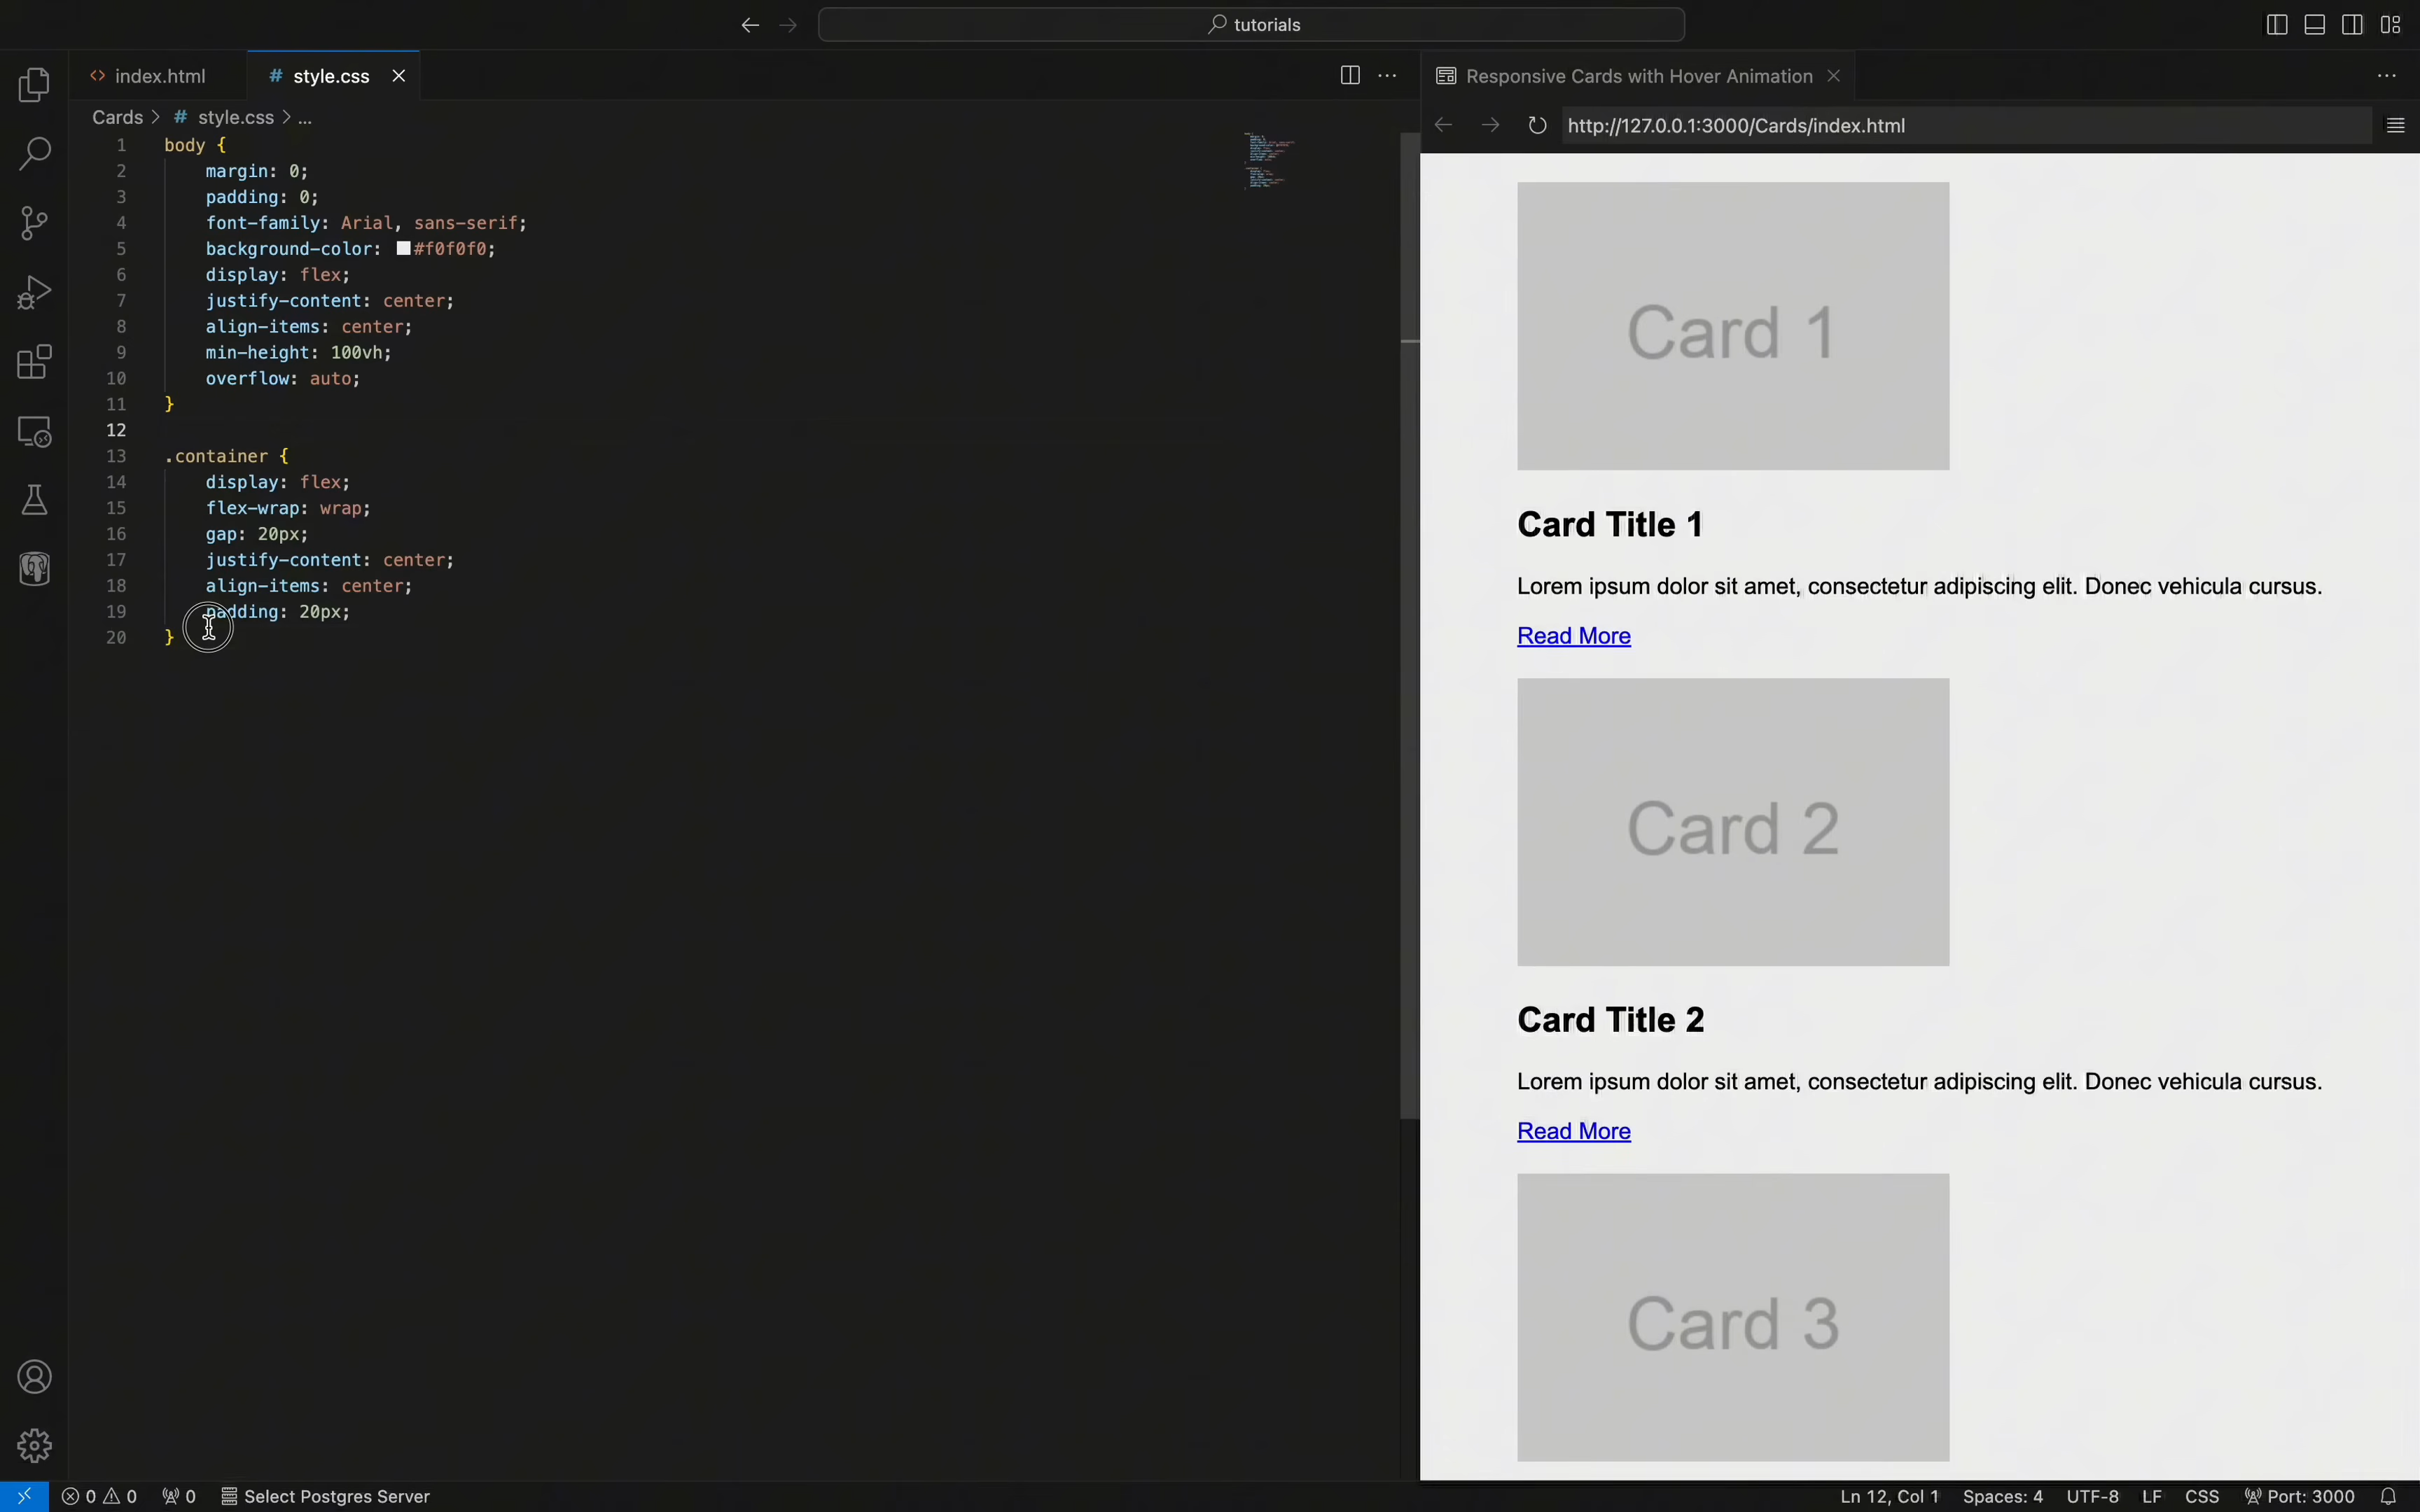 tutorials
index.html
# style.css
Cards > # style.css > ...
1 body {
2 margin: 0;
3 padding: 0;
4 font-family: Arial, sans-serif;
5 background-color: #f0f0f0;
6 display: flex;
7 justify-content: center;
8 align-items: center;
9 min-height: 100vh;
10 overflow: auto;
11 }
12
13 .container {
14 display: flex;
15 flex-wrap: wrap;
16 gap: 20px;
17 justify-content: center;
18 align-items: center;
19 padding: 20px;
20 }
Responsive Cards with Hover Animation
http://127.0.0.1:3000/Cards/index.html
Card 1
Card Title 1
Lorem ipsum dolor sit amet, consectetur adipiscing elit. Donec vehicula cursus.
Read More
Card 2
Card Title 2
Lorem ipsum dolor sit amet, consectetur adipiscing elit. Donec vehicula cursus.
Read More
Card 3
0 0 0 Select Postgres Server Ln 12, Col 1 Spaces: 4 UTF-8 LF CSS Port: 3000